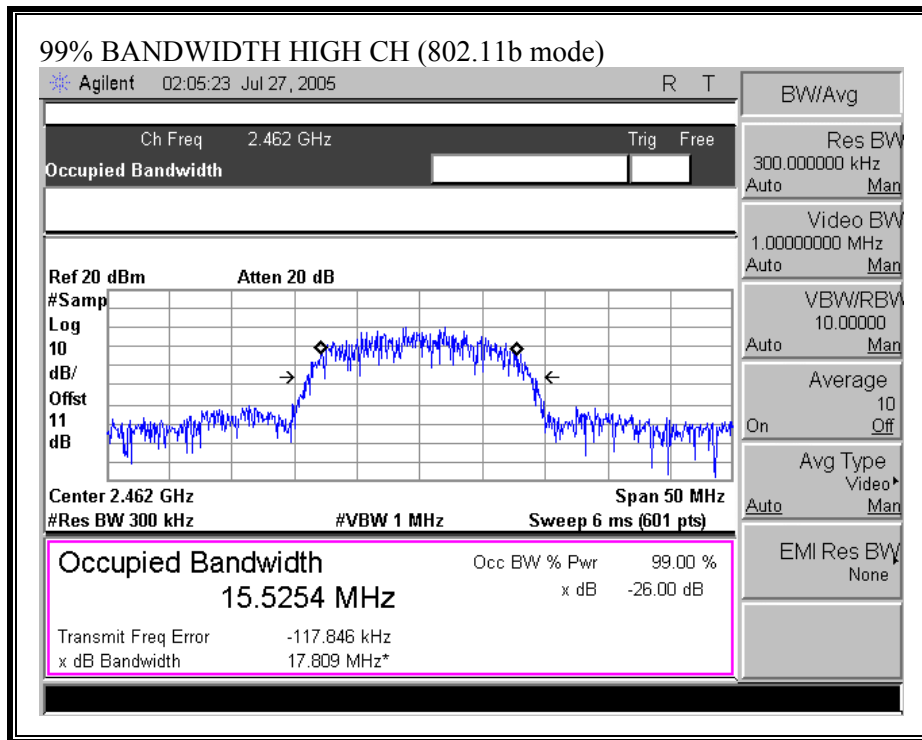 99% BANDWIDTH HIGH CH (802.11b mode)
Agilent 02:05:23 Jul 27, 2005 R T
Ch Freq 2.462 GHz Trig Free
Occupied Bandwidth
Ref 20 dBm Atten 20 dB
#Samp
Log
10
dB/
Offst
11
dB
Center 2.462 GHz Span 50 MHz
#Res BW 300 kHz #VBW 1 MHz Sweep 6 ms (601 pts)
Occupied Bandwidth Occ BW % Pwr 99.00 %
15.5254 MHz x dB -26.00 dB
Transmit Freq Error -117.846 kHz
x dB Bandwidth 17.809 MHz*
BW/Avg
Res BW
300.000000 kHz
Auto Man
Video BW
1.00000000 MHz
Auto Man
VBW/RBW
10.00000
Auto Man
Average
10
On Off
Avg Type
Video
Auto Man
EMI Res BW
None